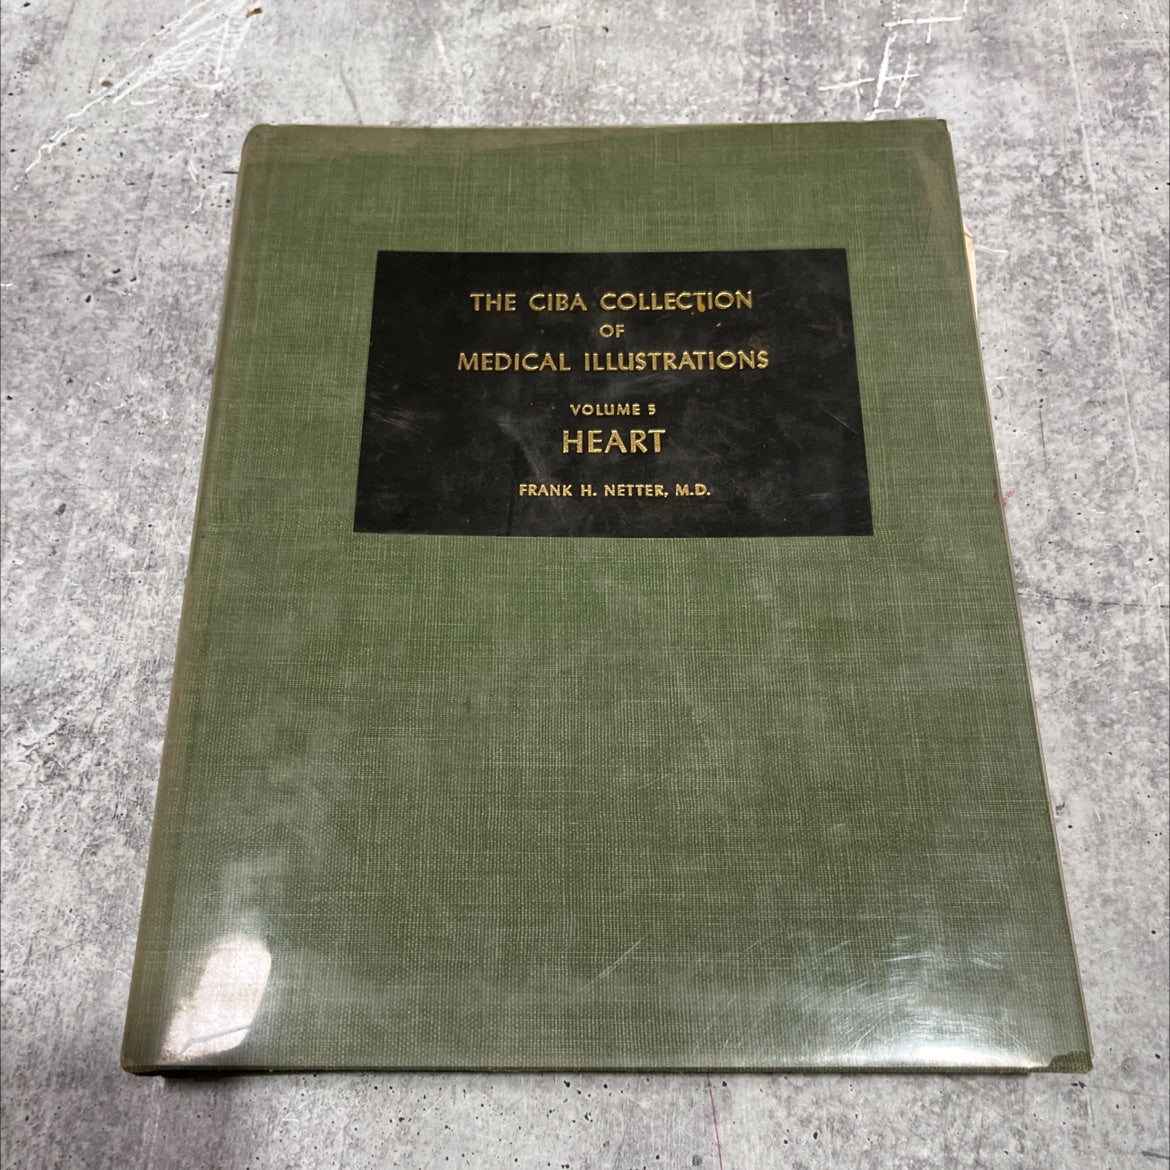 THE CIBA COLLECTION
OF
MEDICAL ILLUSTRATIONS
VOLUME 5
HEART
FRANK H. NETTER, M.D.